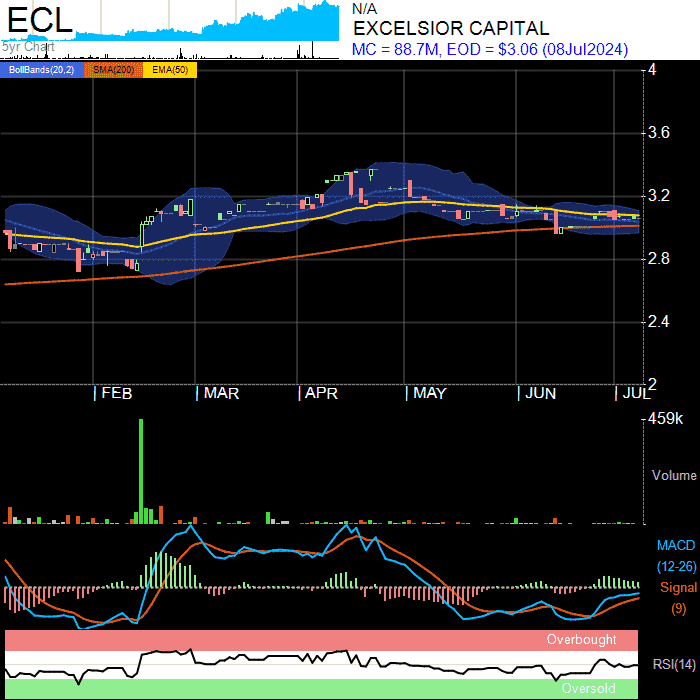 ECL
5yr Chart
N/A
EXCELSIOR CAPITAL
MC = 88.7M, EOD = $3.06 (08Jul2024)
BollBands(20,2) SMA(200) EMA(50)
4
3.6
3.2
2.8
2.4
2
FEB MAR APR MAY JUN JUL
459k
Volume
MACD
(12-26)
Signal
(9)
Overbought
RSI(14)
Oversold